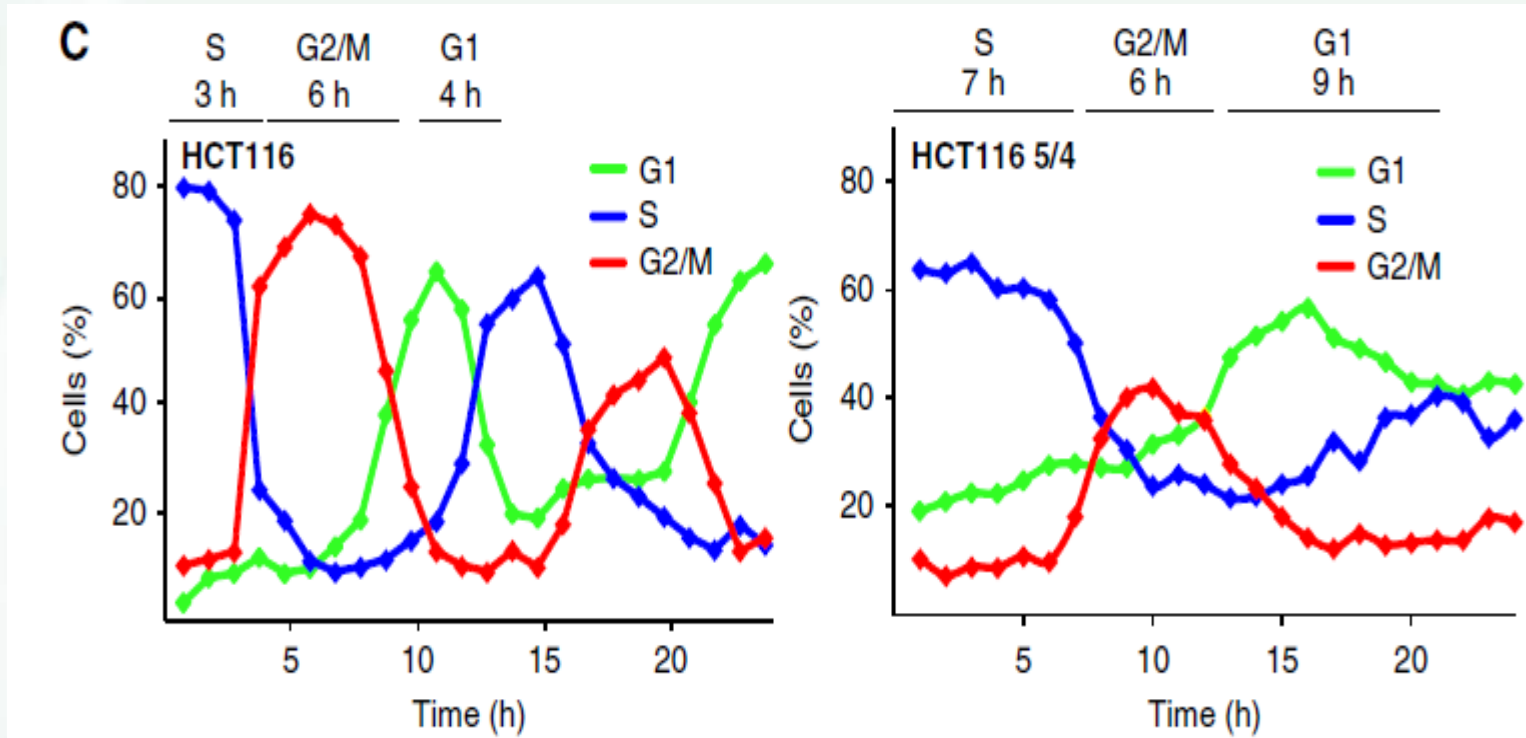 C
S G2/M G1
3 h 6 h 4 h
HCT116
G1
S
G2/M
80
60
40
20
Cells (%)
5 10 15 20
Time (h)
S G2/M G1
7 h 6 h 9 h
HCT116 5/4
G1
S
G2/M
80
60
40
20
Cells (%)
5 10 15 20
Time (h)